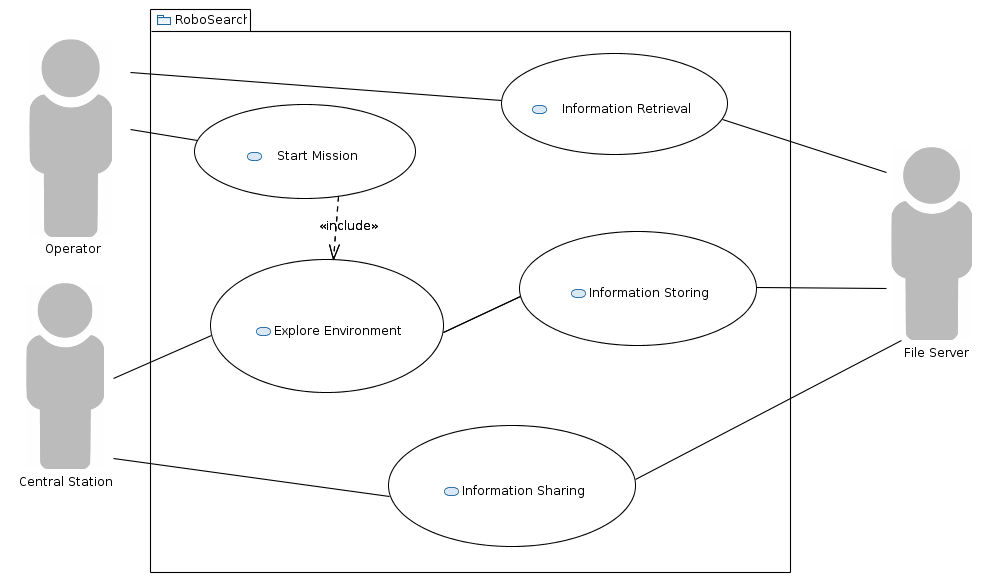 RoboSearch
Operator
Information Retrieval
Start Mission
«include»
Information Storing
Explore Environment
File Server
Central Station
Information Sharing